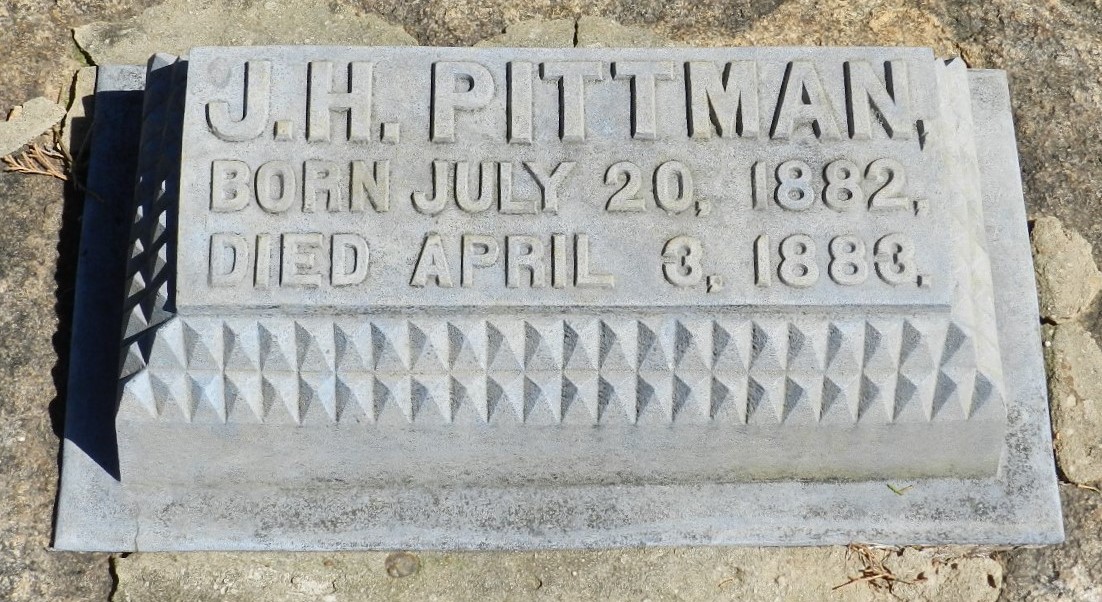 J.H. PITTMAN,
BORN JULY 20, 1882,
DIED APRIL 3, 1883.